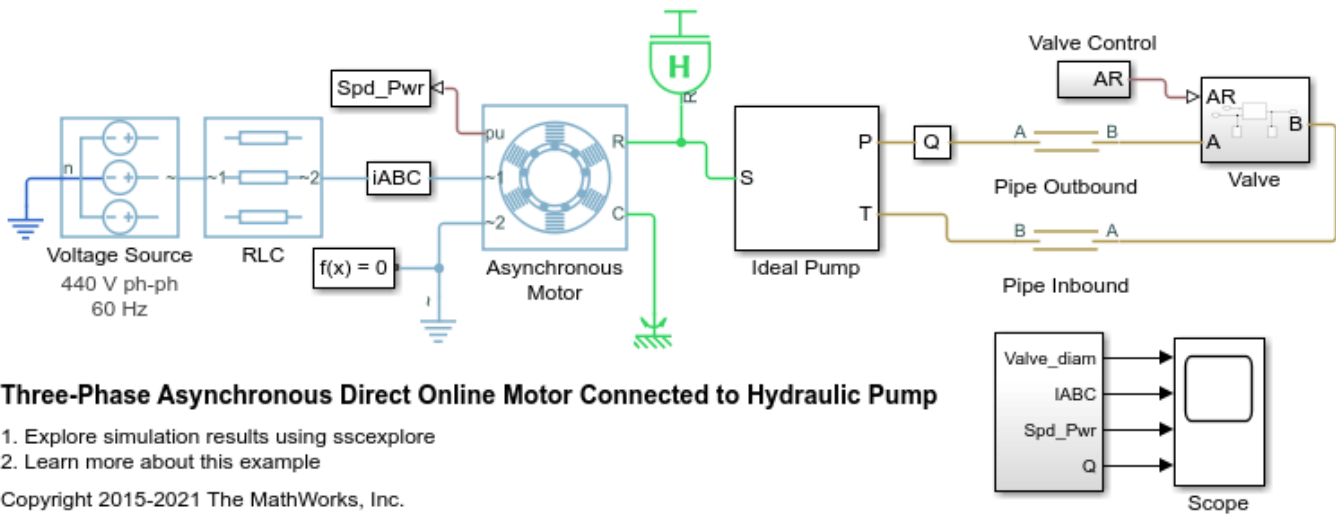 Valve Control
AR
AR
A
B
Valve
H
R
Spd_Pwr
pu
R
n
~
~1
~2
iABC
~1
~2
C
Voltage Source
440 V ph-ph
60 Hz
RLC
f(x) = 0
~
Asynchronous
Motor
S
P
T
Ideal Pump
Q
A
B
Pipe Outbound
B
A
Pipe Inbound
Valve_diam
IABC
Spd_Pwr
Q
Scope
Three-Phase Asynchronous Direct Online Motor Connected to Hydraulic Pump
1. Explore simulation results using sscexplore
2. Learn more about this example
Copyright 2015-2021 The MathWorks, Inc.